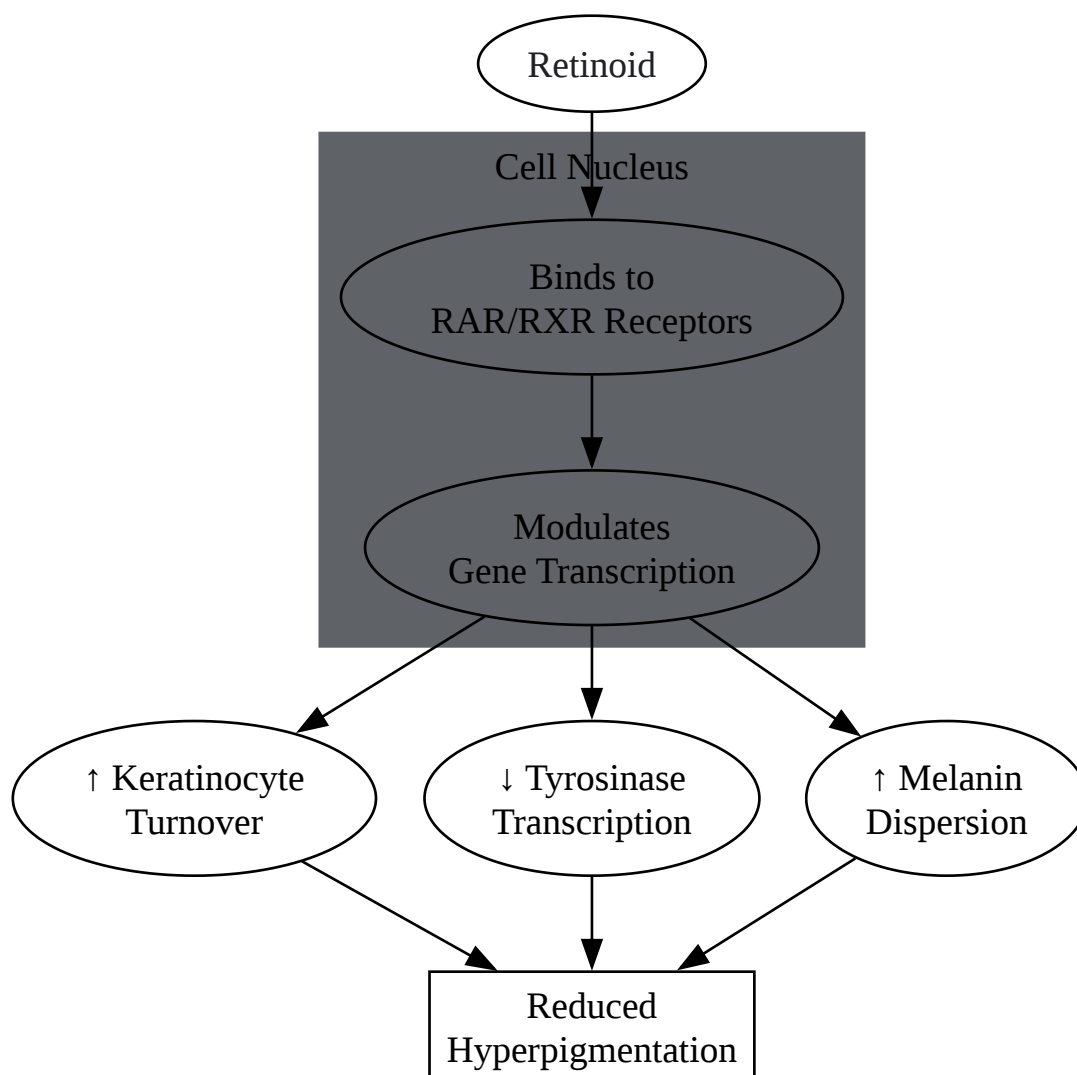 Retinoid
Cell Nucleus
Binds to
RAR/RXR Receptors
Modulates
Gene Transcription
↑ Keratinocyte
Turnover
↓ Tyrosinase
Transcription
↑ Melanin
Dispersion
Reduced
Hyperpigmentation